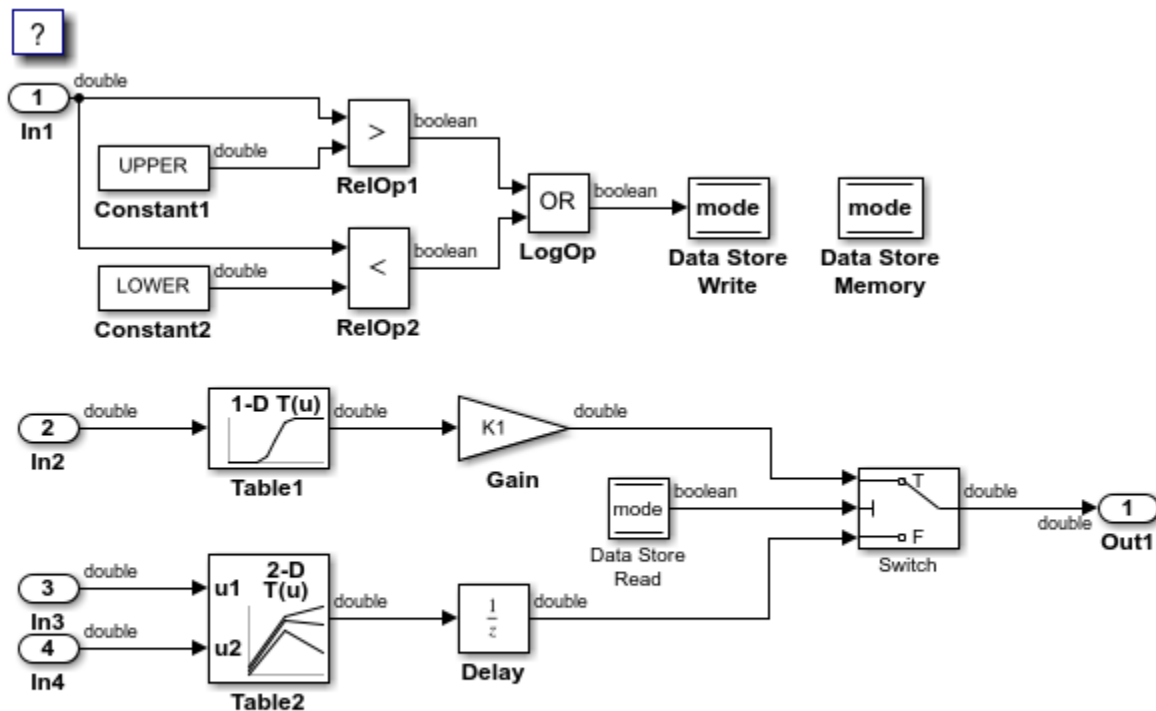 ?
double
1
In1
UPPER
double
Constant1
>
boolean
RelOp1
LOWER
double
Constant2
<
boolean
RelOp2
OR
boolean
LogOp
mode
Data Store
Write
mode
Data Store
Memory
2
double
In2
1-D T(u)
double
Table1
K1
double
Gain
mode
boolean
Data Store
Read
T
F
double
Switch
double
1
Out1
3
double
In3
4
double
In4
u1
u2
2-D
T(u)
double
Table2
1
z
double
Delay